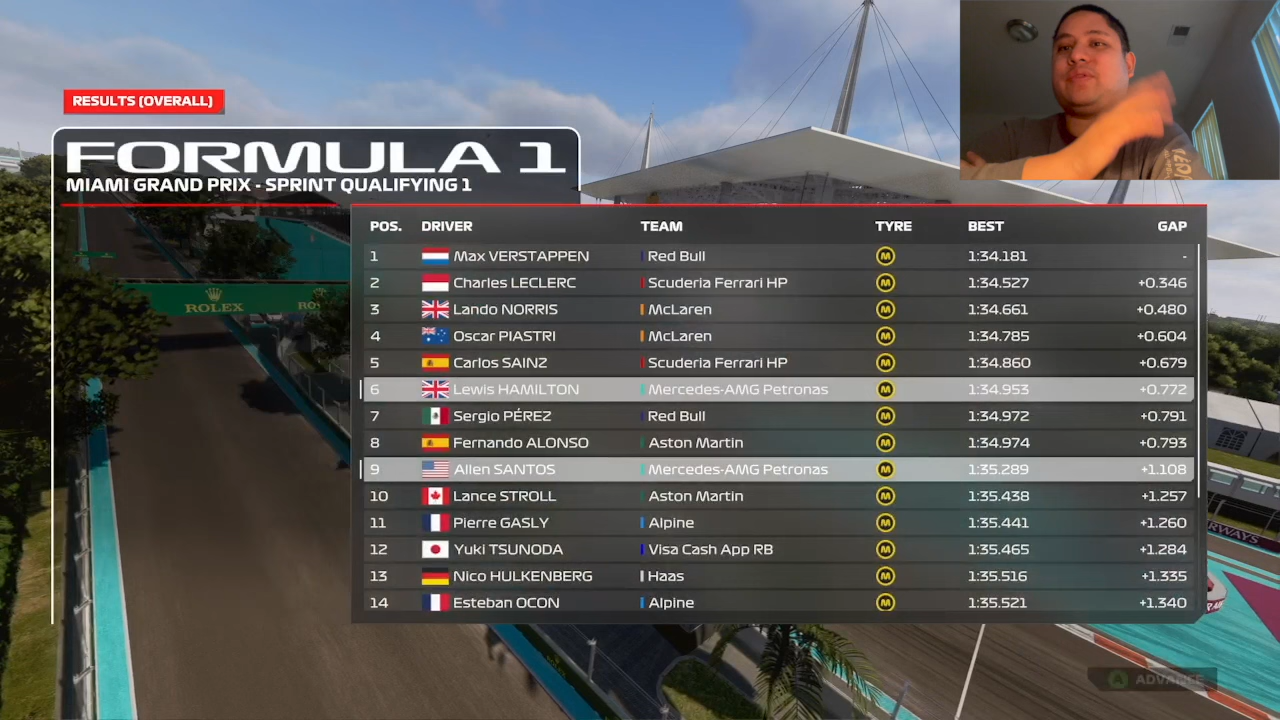 RESULTS (OVERALL)
FORMULA 1
MIAMI GRAND PRIX - SPRINT QUALIFYING 1
POS. DRIVER TEAM TYRE BEST GAP
1 Max VERSTAPPEN Red Bull M 1:34.181 -
2 Charles LECLERC Scuderia Ferrari HP M 1:34.527 +0.346
3 Lando NORRIS McLaren M 1:34.661 +0.480
4 Oscar PIASTRI McLaren M 1:34.785 +0.604
5 Carlos SAINZ Scuderia Ferrari HP M 1:34.860 +0.679
6 Lewis HAMILTON Mercedes-AMG Petronas M 1:34.953 +0.772
7 Sergio PÉREZ Red Bull M 1:34.972 +0.791
8 Fernando ALONSO Aston Martin M 1:34.974 +0.793
9 Allen SANTOS Mercedes-AMG Petronas M 1:35.289 +1.108
10 Lance STROLL Aston Martin M 1:35.438 +1.257
11 Pierre GASLY Alpine M 1:35.441 +1.260
12 Yuki TSUNODA Visa Cash App RB M 1:35.465 +1.284
13 Nico HULKENBERG Haas M 1:35.516 +1.335
14 Esteban OCON Alpine M 1:35.521 +1.340
ROLEX
A ADVANCE